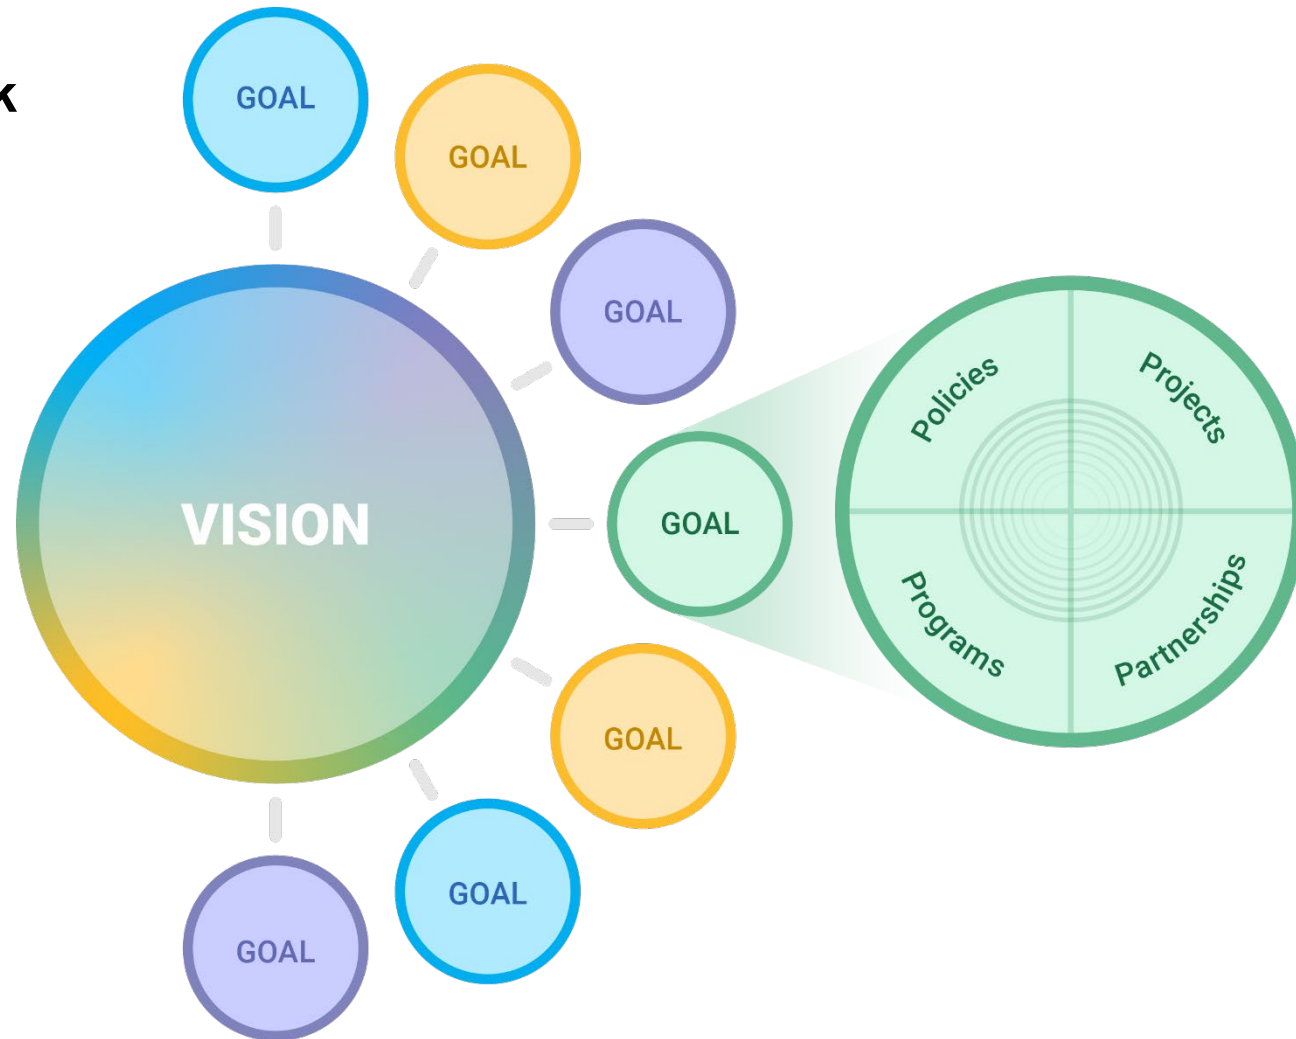 k
GOAL
GOAL
GOAL
VISION
GOAL
GOAL
GOAL
GOAL
Policies
Projects
Programs
Partnerships